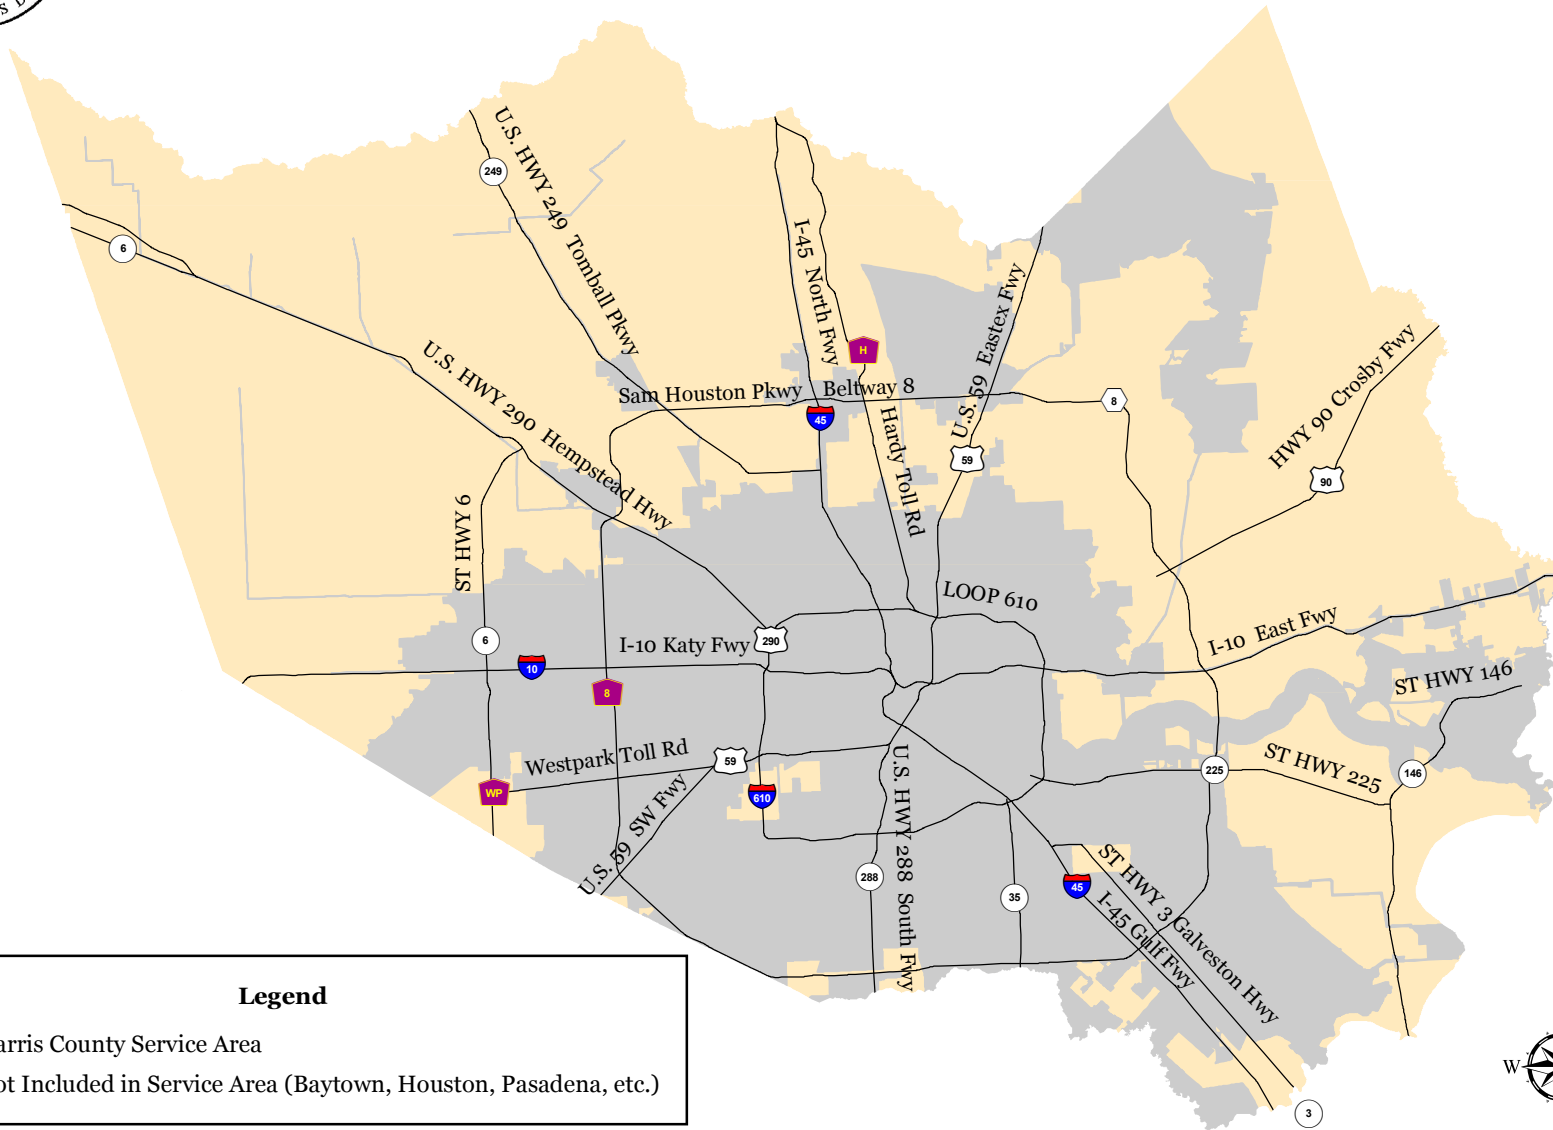 S D
U.S. HWY 249 Tomball Pkwy
249
6
I-45 North Fwy
U.S. 59 Eastex Fwy
H
U.S. HWY 290 Hempstead Hwy
Sam Houston Pkwy Beltway 8
8
45
Hardy Toll Rd
59
HWY 90 Crosby Fwy
90
ST HWY 6
LOOP 610
6
I-10 Katy Fwy
290
I-10 East Fwy
10
8
ST HWY 146
Westpark Toll Rd
59
225
ST HWY 225
146
WP
610
U.S. 59 SW Fwy
U.S. HWY 288 South Fwy
288
35
45
ST HWY 3 Galveston Hwy
I-45 Gulf Fwy
Legend
arris County Service Area
ot Included in Service Area (Baytown, Houston, Pasadena, etc.)
W
3